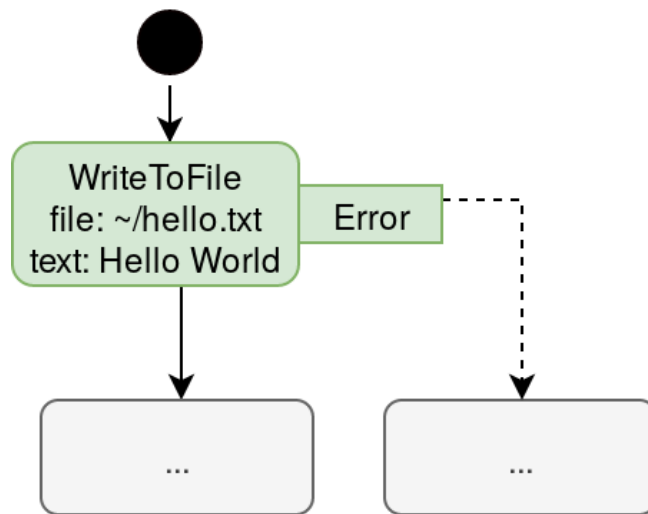 WriteToFile
file: ~/hello.txt
text: Hello World
Error
...
...